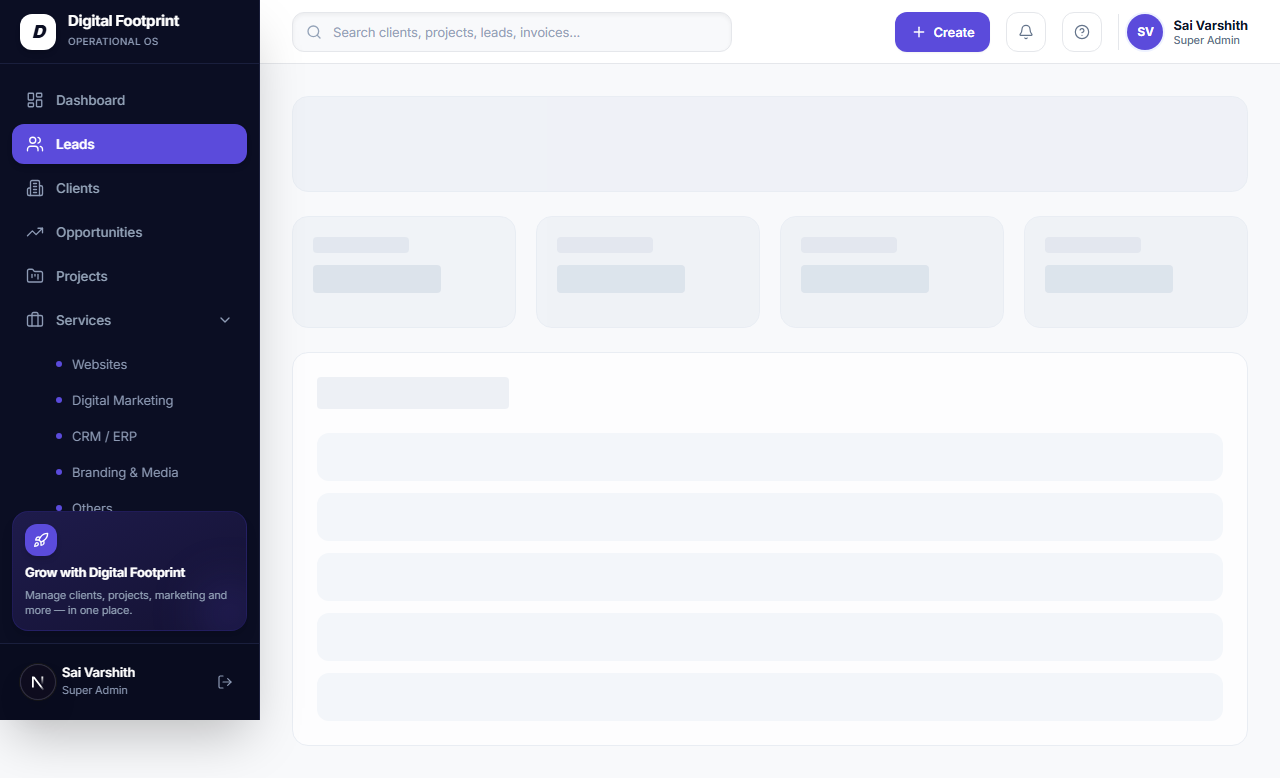 D
Digital Footprint
OPERATIONAL OS
Search clients, projects, leads, invoices...
Create
SV
Sai Varshith
Super Admin
Dashboard
Leads
Clients
Opportunities
Projects
Services
Websites
Digital Marketing
CRM / ERP
Branding & Media
Others
Grow with Digital Footprint
Manage clients, projects, marketing and
more — in one place.
N
Sai Varshith
Super Admin